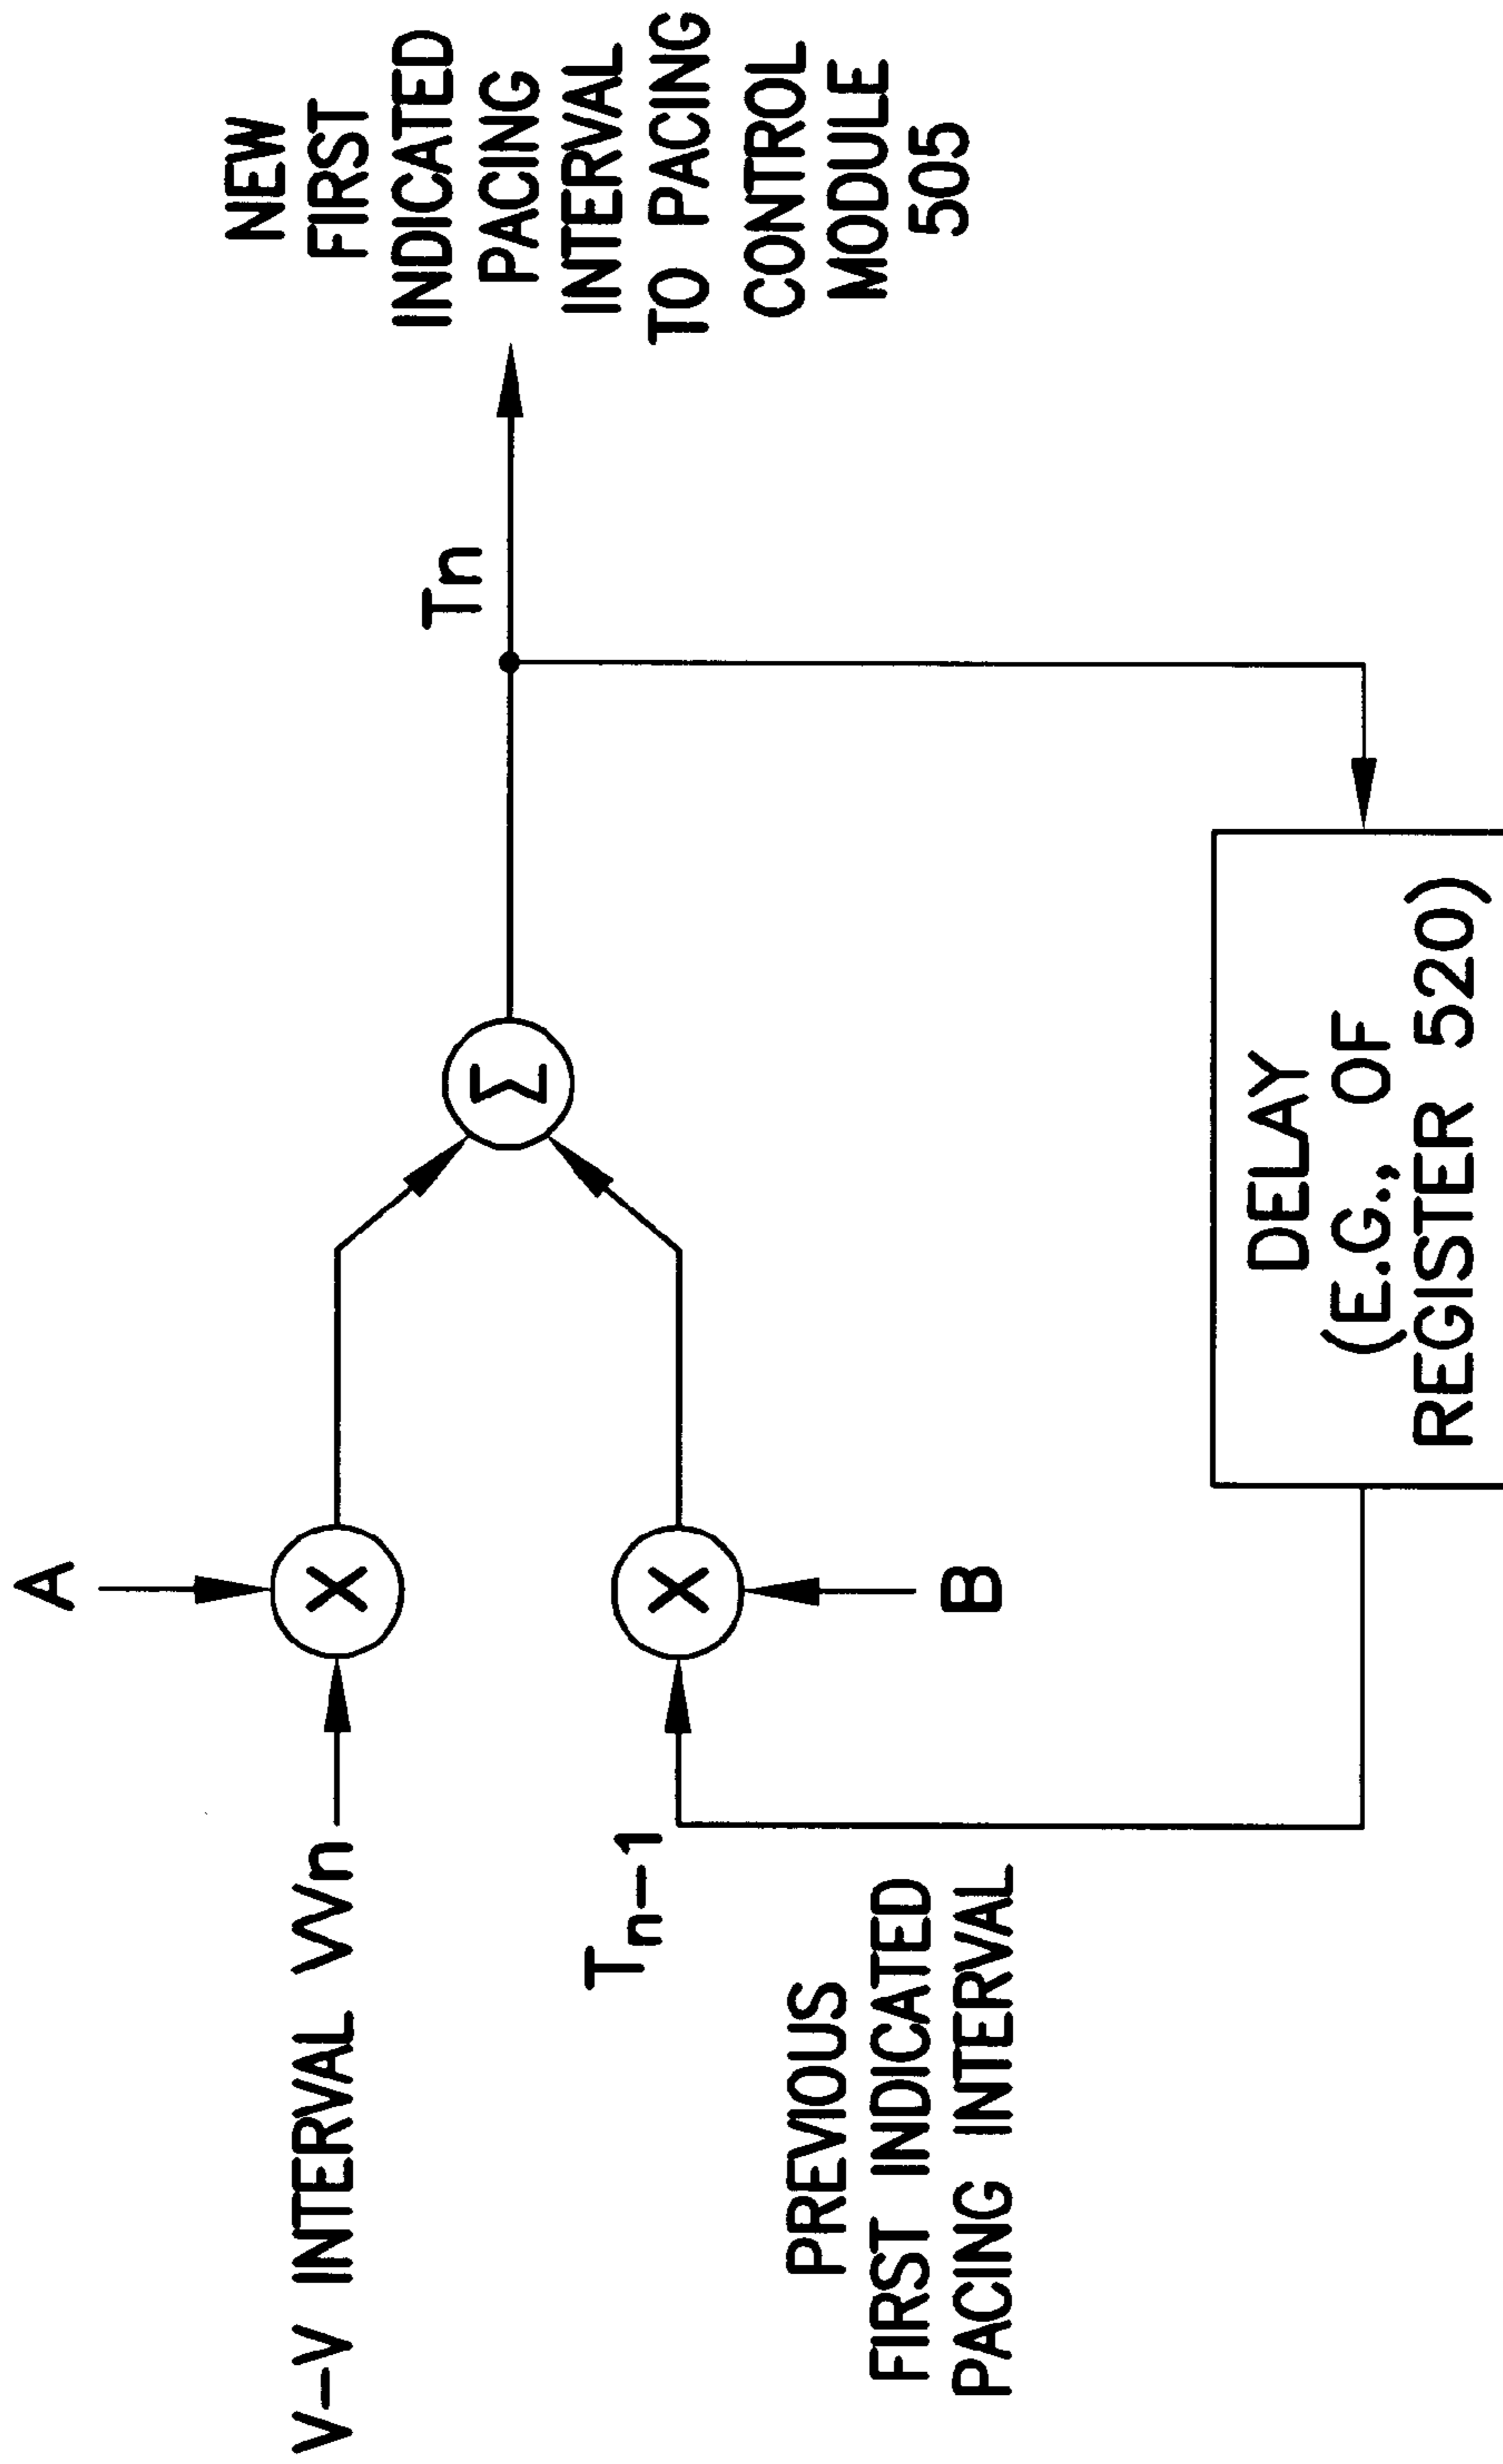 A
V-V INTERVAL VVn
X
Σ
Tn
NEW
FIRST
INDICATED
PACING
INTERVAL
TO PACING
CONTROL
MODULE
505
Tn-1
X
B
PREVIOUS
FIRST INDICATED
PACING INTERVAL
DELAY
(E.G., OF
REGISTER 520)